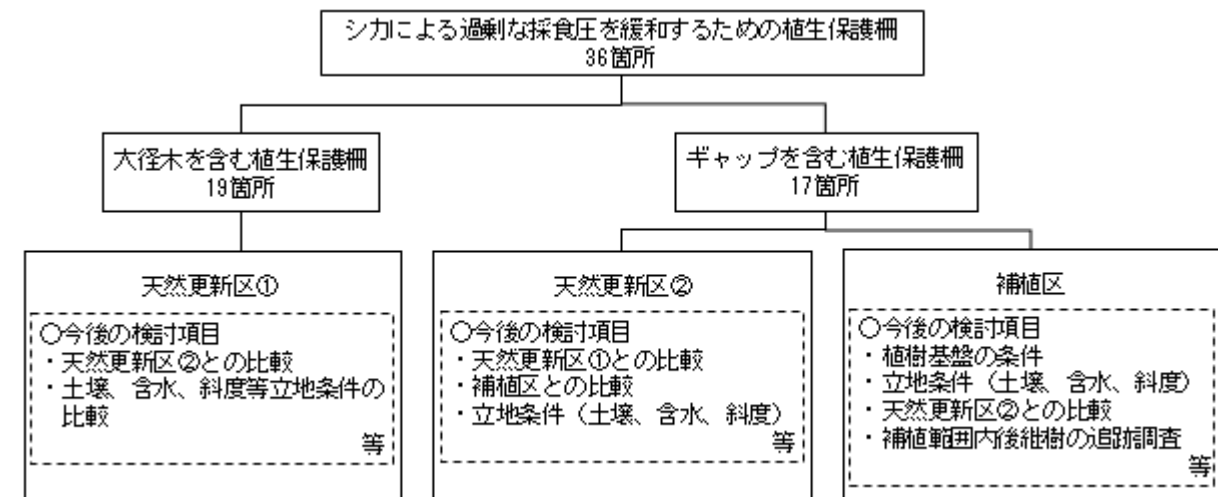 シカによる過剰な採食圧を緩和するための植生保護柵
36箇所
大径木を含む植生保護柵
19箇所
ギャップを含む植生保護柵
17箇所
天然更新区①
○今後の検討項目
・天然更新区②との比較
・土壌、含水、斜度等立地条件の
比較
等
天然更新区②
○今後の検討項目
・天然更新区①との比較
・補植区との比較
・立地条件（土壌、含水、斜度）
等
補植区
○今後の検討項目
・植樹基盤の条件
・立地条件（土壌、含水、斜度）
・天然更新区②との比較
・補植範囲内後継樹の追跡調査
等